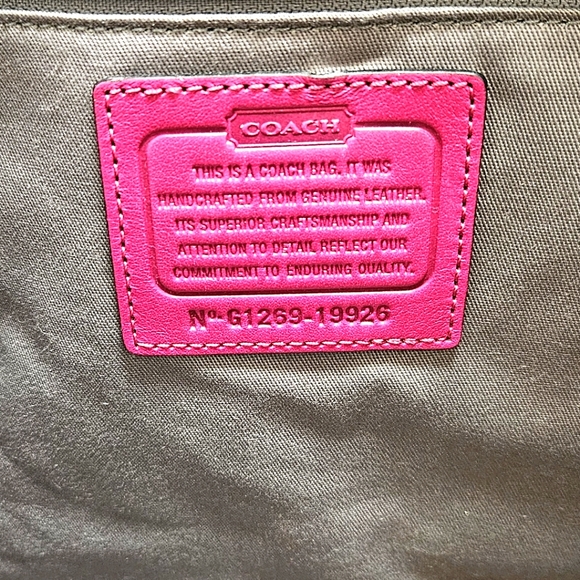 COACH
THIS IS A COACH BAG. IT WAS
HANDCRAFTED FROM GENUINE LEATHER.
ITS SUPERIOR CRAFTSMANSHIP AND
ATTENTION TO DETAIL REFLECT OUR
COMMITMENT TO ENDURING QUALITY.
Nº- G1269-19926